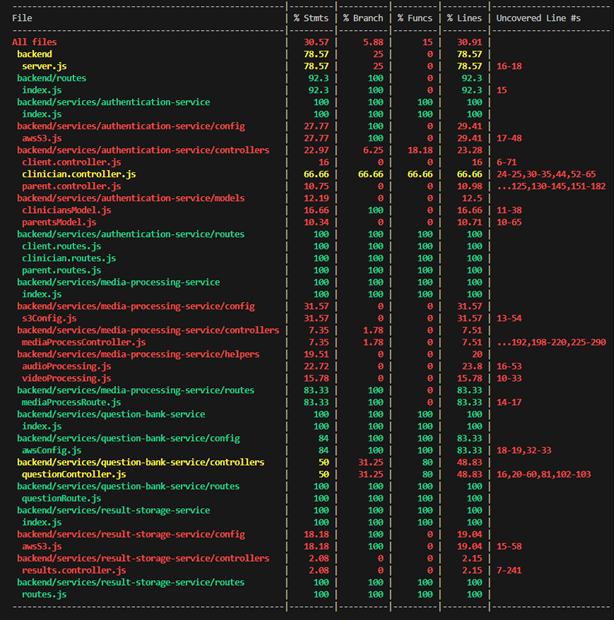 File | % Stmts | % Branch | % Funcs | % Lines | Uncovered Line #s
All files | 30.57 | 5.88 | 15 | 30.91 |
backend | 78.57 | 25 | 0 | 78.57 |
server.js | 78.57 | 25 | 0 | 78.57 | 16-18
backend/routes | 92.3 | 100 | 0 | 92.3 |
index.js | 92.3 | 100 | 0 | 92.3 | 15
backend/services/authentication-service | 100 | 100 | 100 | 100 |
index.js | 100 | 100 | 100 | 100 |
backend/services/authentication-service/config | 27.77 | 100 | 0 | 29.41 |
awsS3.js | 27.77 | 100 | 0 | 29.41 | 17-48
backend/services/authentication-service/controllers | 22.97 | 6.25 | 18.18 | 23.28 |
client.controller.js | 16 | 0 | 0 | 16 | 6-71
clinician.controller.js | 66.66 | 66.66 | 66.66 | 66.66 | 24-25,30-35,44,52-65
parent.controller.js | 10.75 | 0 | 0 | 10.98 | ...125,130-145,151-182
backend/services/authentication-service/models | 12.19 | 0 | 0 | 12.5 |
cliniciansModel.js | 16.66 | 100 | 0 | 16.66 | 11-38
parentsModel.js | 10.34 | 0 | 0 | 10.71 | 10-65
backend/services/authentication-service/routes | 100 | 100 | 100 | 100 |
client.routes.js | 100 | 100 | 100 | 100 |
clinician.routes.js | 100 | 100 | 100 | 100 |
parent.routes.js | 100 | 100 | 100 | 100 |
backend/services/media-processing-service | 100 | 100 | 100 | 100 |
index.js | 100 | 100 | 100 | 100 |
backend/services/media-processing-service/config | 31.57 | 0 | 0 | 31.57 |
s3Config.js | 31.57 | 0 | 0 | 31.57 | 13-54
backend/services/media-processing-service/controllers | 7.35 | 1.78 | 0 | 7.51 |
mediaProcessController.js | 7.35 | 1.78 | 0 | 7.51 | ...192,198-220,225-290
backend/services/media-processing-service/helpers | 19.51 | 0 | 0 | 20 |
audioProcessing.js | 22.72 | 0 | 0 | 23.8 | 16-53
videoProcessing.js | 15.78 | 0 | 0 | 15.78 | 10-33
backend/services/media-processing-service/routes | 83.33 | 100 | 0 | 83.33 |
mediaProcessRoute.js | 83.33 | 100 | 0 | 83.33 | 14-17
backend/services/question-bank-service | 100 | 100 | 100 | 100 |
index.js | 100 | 100 | 100 | 100 |
backend/services/question-bank-service/config | 84 | 100 | 100 | 83.33 |
awsConfig.js | 84 | 100 | 100 | 83.33 | 18-19,32-33
backend/services/question-bank-service/controllers | 50 | 31.25 | 80 | 48.83 |
questionController.js | 50 | 31.25 | 80 | 48.83 | 16,20-60,81,102-103
backend/services/question-bank-service/routes | 100 | 100 | 100 | 100 |
questionRoute.js | 100 | 100 | 100 | 100 |
backend/services/result-storage-service | 100 | 100 | 100 | 100 |
index.js | 100 | 100 | 100 | 100 |
backend/services/result-storage-service/config | 18.18 | 100 | 0 | 19.04 |
awsS3.js | 18.18 | 100 | 0 | 19.04 | 15-58
backend/services/result-storage-service/controllers | 2.08 | 0 | 0 | 2.15 |
results.controller.js | 2.08 | 0 | 0 | 2.15 | 7-241
backend/services/result-storage-service/routes | 100 | 100 | 100 | 100 |
routes.js | 100 | 100 | 100 | 100 |